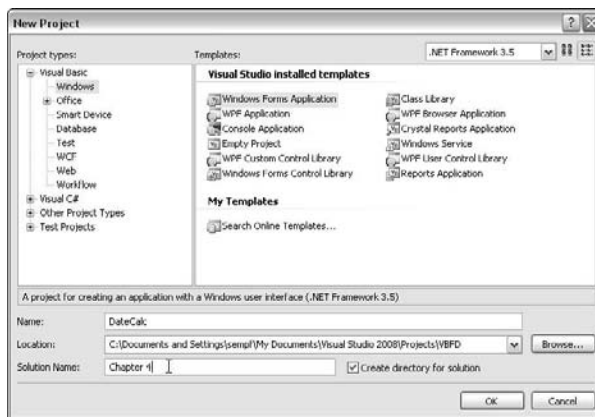 New Project
Project types:
Templates:
.NET Framework 3.5
Visual Basic
Windows
Office
Smart Device
Database
Test
WCF
Web
Workflow
Visual C#
Other Project Types
Test Projects
Visual Studio installed templates
Windows Forms Application
Class Library
WPF Application
WPF Browser Application
Console Application
Crystal Reports Application
Empty Project
Windows Service
WPF Custom Control Library
WPF User Control Library
Windows Forms Control Library
Reports Application
My Templates
Search Online Templates...
A project for creating an application with a Windows user interface (.NET Framework 3.5)
Name:
DateCalc
Location:
C:\Documents and Settings\sempf\My Documents\Visual Studio 2008\Projects\VBFD
Browse...
Solution Name:
Chapter 4
Create directory for solution
OK
Cancel